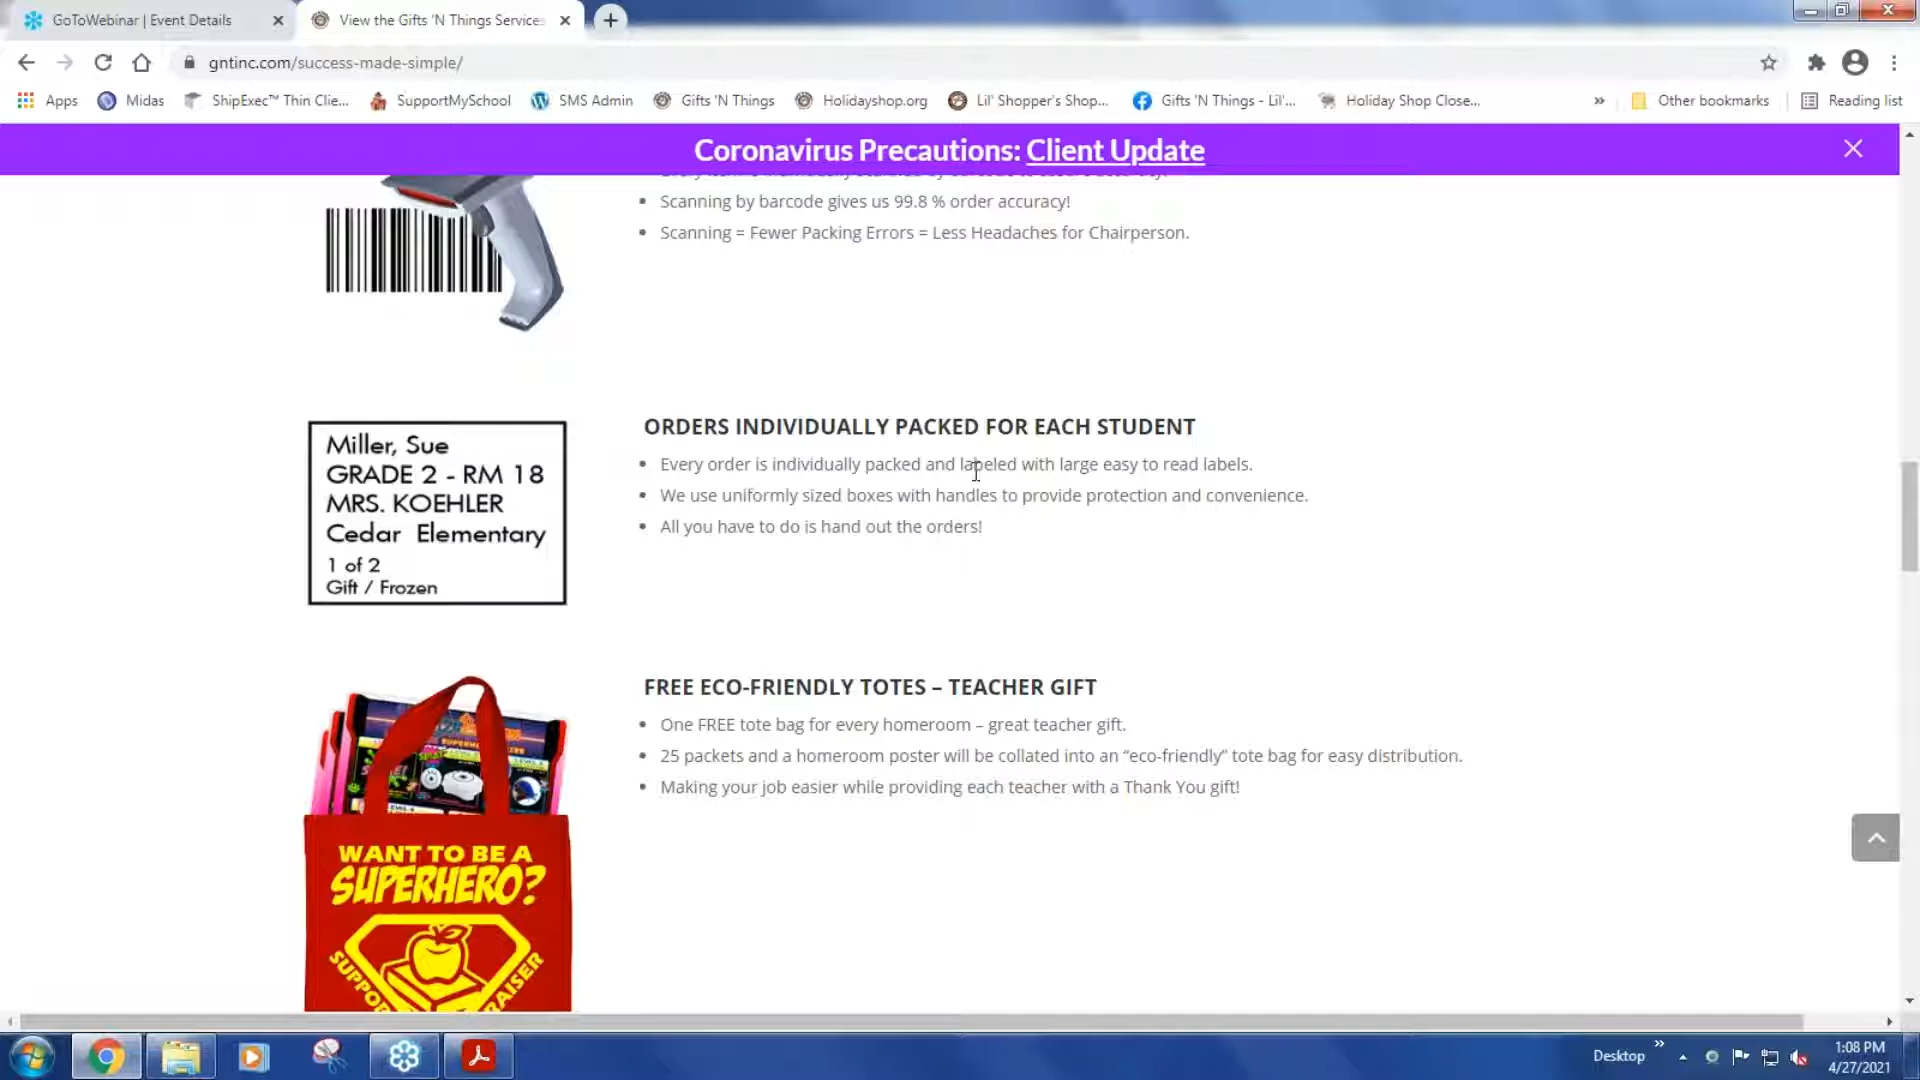 GoToWebinar | Event Details
View the Gifts 'N Things Services
gntinc.com/success-made-simple/
Apps
Midas
ShipExec™ Thin Clie...
SupportMySchool
SMS Admin
Gifts 'N Things
Holidayshop.org
Lil' Shopper's Shop...
Gifts 'N Things - Lil'...
Holiday Shop Close...
»
Other bookmarks
Reading list
Coronavirus Precautions: Client Update
• Scanning by barcode gives us 99.8 % order accuracy!
• Scanning = Fewer Packing Errors = Less Headaches for Chairperson.
Miller, Sue
GRADE 2 - RM 18
MRS. KOEHLER
Cedar Elementary
1 of 2
Gift / Frozen
ORDERS INDIVIDUALLY PACKED FOR EACH STUDENT
• Every order is individually packed and labeled with large easy to read labels.
• We use uniformly sized boxes with handles to provide protection and convenience.
• All you have to do is hand out the orders!
FREE ECO-FRIENDLY TOTES – TEACHER GIFT
• One FREE tote bag for every homeroom – great teacher gift.
• 25 packets and a homeroom poster will be collated into an “eco-friendly” tote bag for easy distribution.
• Making your job easier while providing each teacher with a Thank You gift!
WANT TO BE A
SUPERHERO?
Desktop
»
1:08 PM
4/27/2021